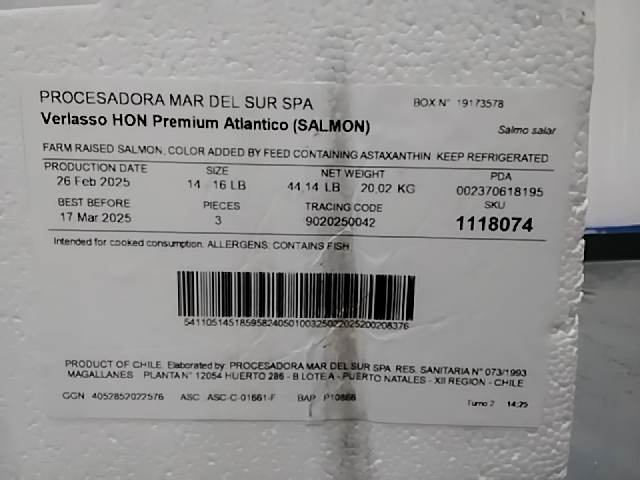 PROCESADORA MAR DEL SUR SPA BOX N° 19173578
Verlasso HON Premium Atlantico (SALMON) Salmo salar
FARM RAISED SALMON, COLOR ADDED BY FEED CONTAINING ASTAXANTHIN KEEP REFRIGERATED
PRODUCTION DATE SIZE NET WEIGHT PDA
26 Feb 2025 14 16 LB 44,14 LB 20,02 KG 002370618195
BEST BEFORE PIECES TRACING CODE SKU
17 Mar 2025 3 9020250042 1118074
Intended for cooked consumption. ALLERGENS: CONTAINS FISH
PRODUCT OF CHILE. Elaborated by: PROCESADORA MAR DEL SUR SPA RES. SANITARIA N° 073/1993
MAGALLANES PLANTA N° 12054 HUERTO 286 - B LOTE A - PUERTO NATALES - XII REGION - CHILE
GGN 4052852022576 ASC ASC-C-01661-F BAP P10866 Turno 2 14:25